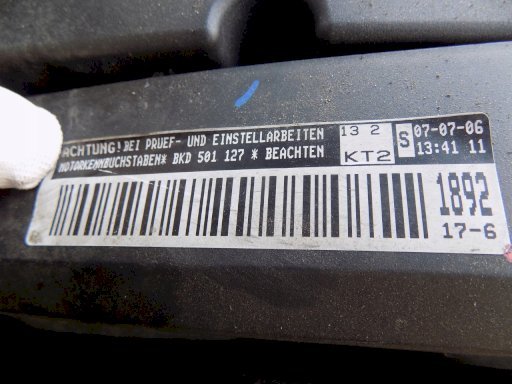 ACHTUNG! BEI PRUEF- UND EINSTELLARBEITEN
MOTORKENNBUCHSTABEN* BKD 501 127 * BEACHTEN
13 2
KT2
S
07-07-06
13:41 11
1892
17-6